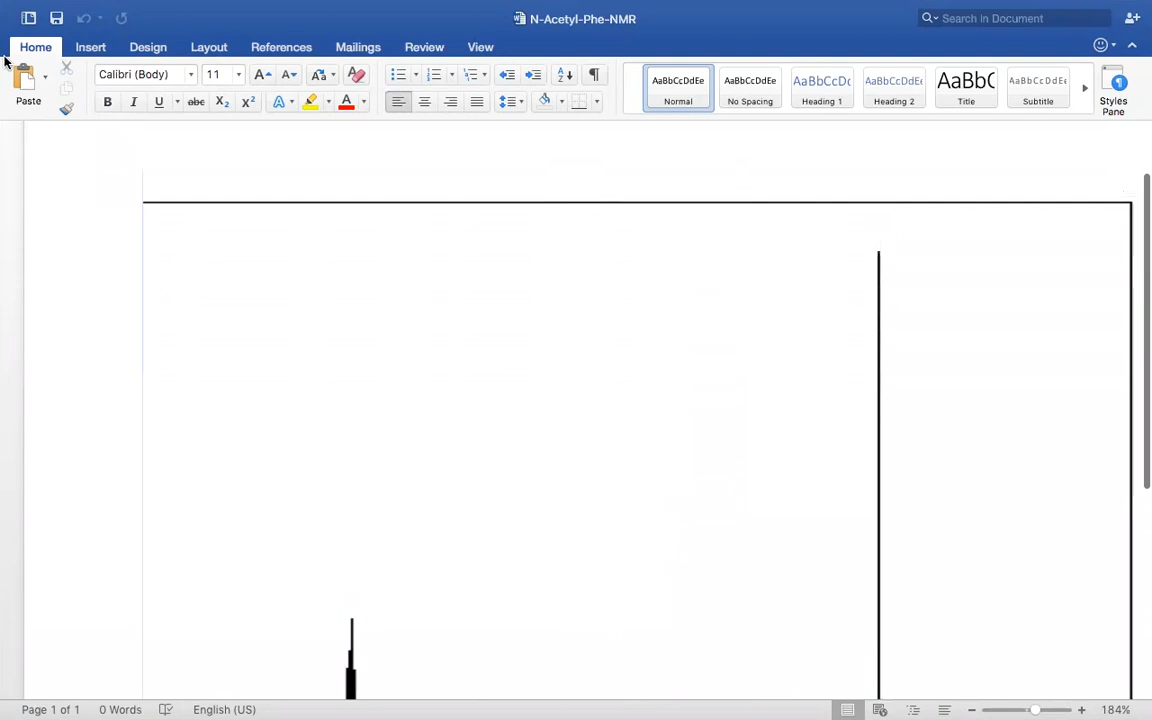 N-Acetyl-Phe-NMR
Search in Document
Home Insert Design Layout References Mailings Review View
Paste
Calibri (Body) 11
B I U abc X₂ X² A A
AaBbCcDdEe Normal
AaBbCcDdEe No Spacing
AaBbCcDc Heading 1
AaBbCcDdEe Heading 2
AaBbC Title
AaBbCcDdEe Subtitle
Styles Pane
Page 1 of 1 0 Words English (US) 184%